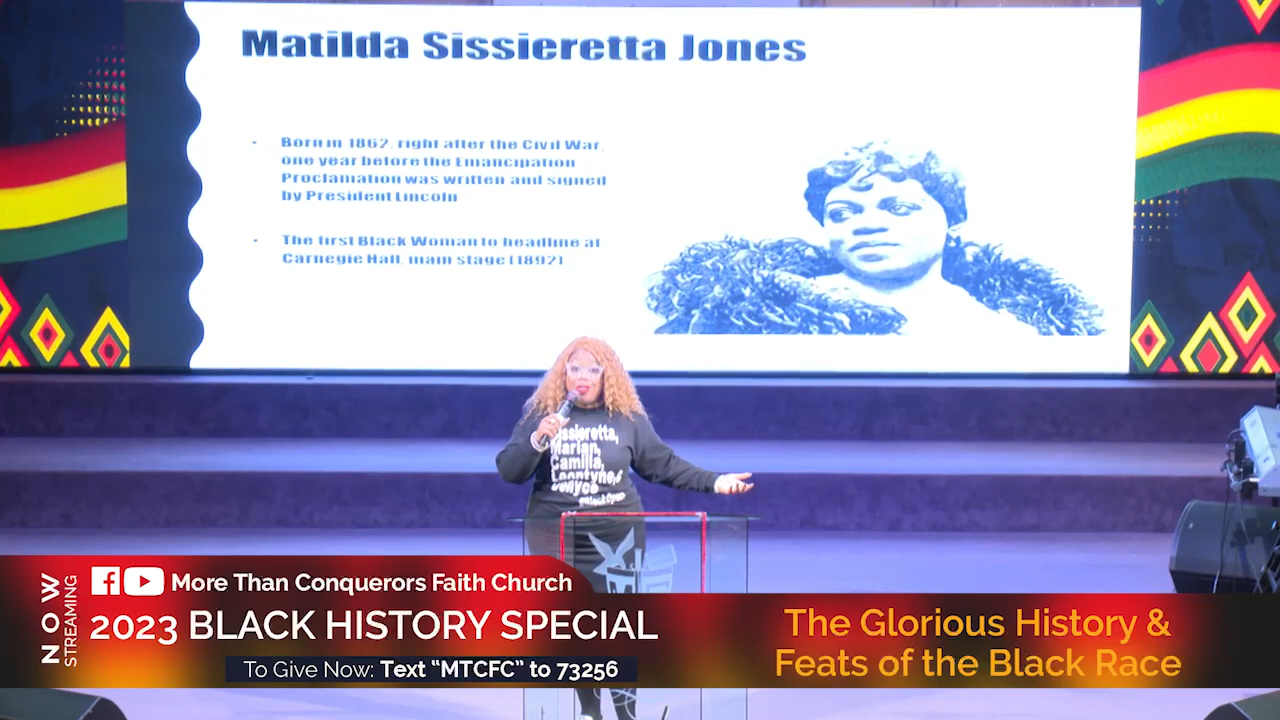 Matilda Sissieretta Jones
Born in 1862, right after the Civil War,
one year before the Emancipation
Proclamation was written and signed
by President Lincoln
The first Black Woman to headline at
Carnegie Hall, main stage (1892)
Sissieretta,
Marian,
Camilla,
NOW
STREAMING
More Than Conquerors Faith Church
2023 BLACK HISTORY SPECIAL
To Give Now: Text “MTCFC” to 73256
The Glorious History &
Feats of the Black Race